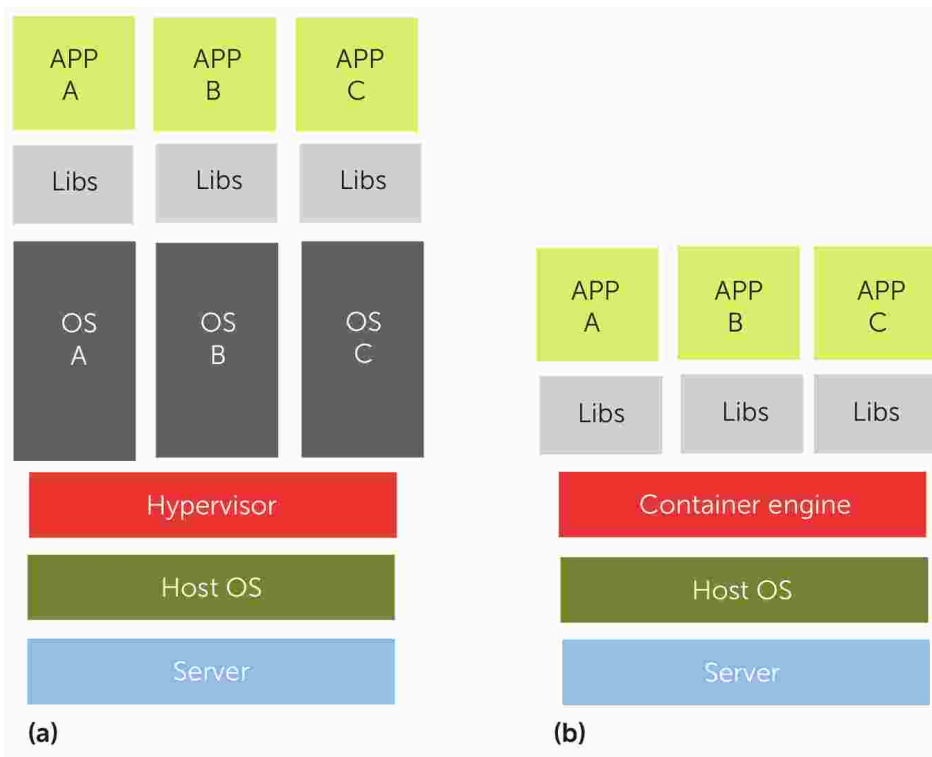 APP
A
APP
B
APP
C
Libs
Libs
Libs
OS
A
OS
B
OS
C
Hypervisor
Host OS
Server
(a)
APP
A
APP
B
APP
C
Libs
Libs
Libs
Container engine
Host OS
Server
(b)